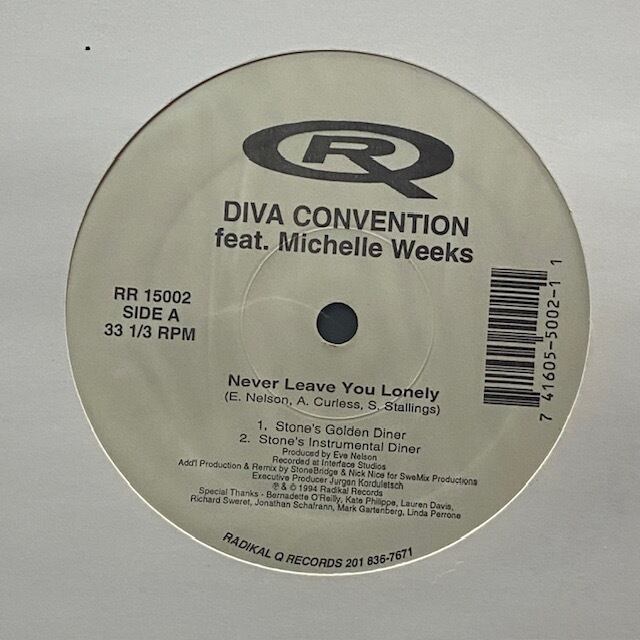 RQ
DIVA CONVENTION
feat. Michelle Weeks
RR 15002
SIDE A
33 1/3 RPM
7 41605-5002-1 1
Never Leave You Lonely
(E. Nelson, A. Curless, S. Stallings)
1. Stone's Golden Diner
2. Stone's Instrumental Diner
Produced by Eve Nelson
Recorded at Interface Studios
Add'l Production & Remix by StoneBridge & Nick Nice for SweMix Productions
Executive Producer Jurgen Korduletsch
℗ & © 1994 Radikal Records
Special Thanks - Bernadette O'Reilly, Kate Philippe, Lauren Davis,
Richard Sweret, Jonathan Schafrann, Mark Gartenberg, Linda Perrone
RADIKAL Q RECORDS 201 836-7671